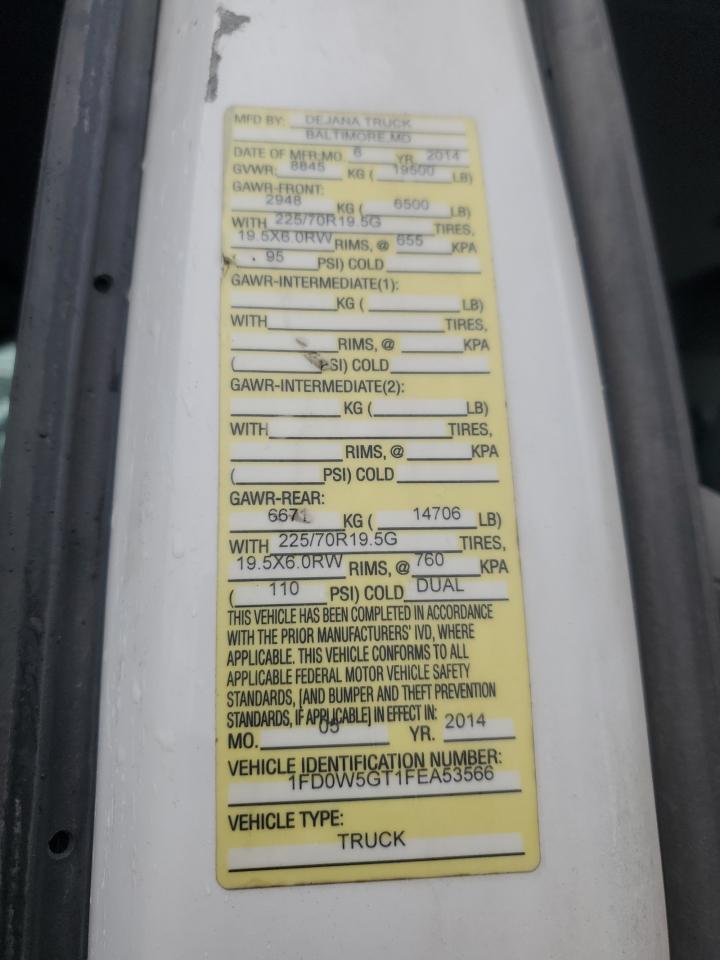 MFD BY: DEJANA TRUCK
BALTIMORE,MD
DATE OF MFR:MO. 6 YR. 2014
GVWR: 8845 KG ( 19500 LB)
GAWR-FRONT:
2948 KG ( 6500 LB)
WITH 225/70R19.5G TIRES,
19.5X6.0RW RIMS, @ 655 KPA
95 PSI) COLD
GAWR-INTERMEDIATE(1):
KG ( LB)
WITH TIRES,
RIMS, @ KPA
( PSI) COLD
GAWR-INTERMEDIATE(2):
KG ( LB)
WITH TIRES,
RIMS, @ KPA
( PSI) COLD
GAWR-REAR:
6671 KG ( 14706 LB)
WITH 225/70R19.5G TIRES,
19.5X6.0RW RIMS, @ 760 KPA
( 110 PSI) COLD DUAL
THIS VEHICLE HAS BEEN COMPLETED IN ACCORDANCE
WITH THE PRIOR MANUFACTURERS' IVD, WHERE
APPLICABLE. THIS VEHICLE CONFORMS TO ALL
APPLICABLE FEDERAL MOTOR VEHICLE SAFETY
STANDARDS, [AND BUMPER AND THEFT PREVENTION
STANDARDS, IF APPLICABLE] IN EFFECT IN:
MO. 05 YR. 2014
VEHICLE IDENTIFICATION NUMBER:
1FD0W5GT1FEA53566
VEHICLE TYPE:
TRUCK